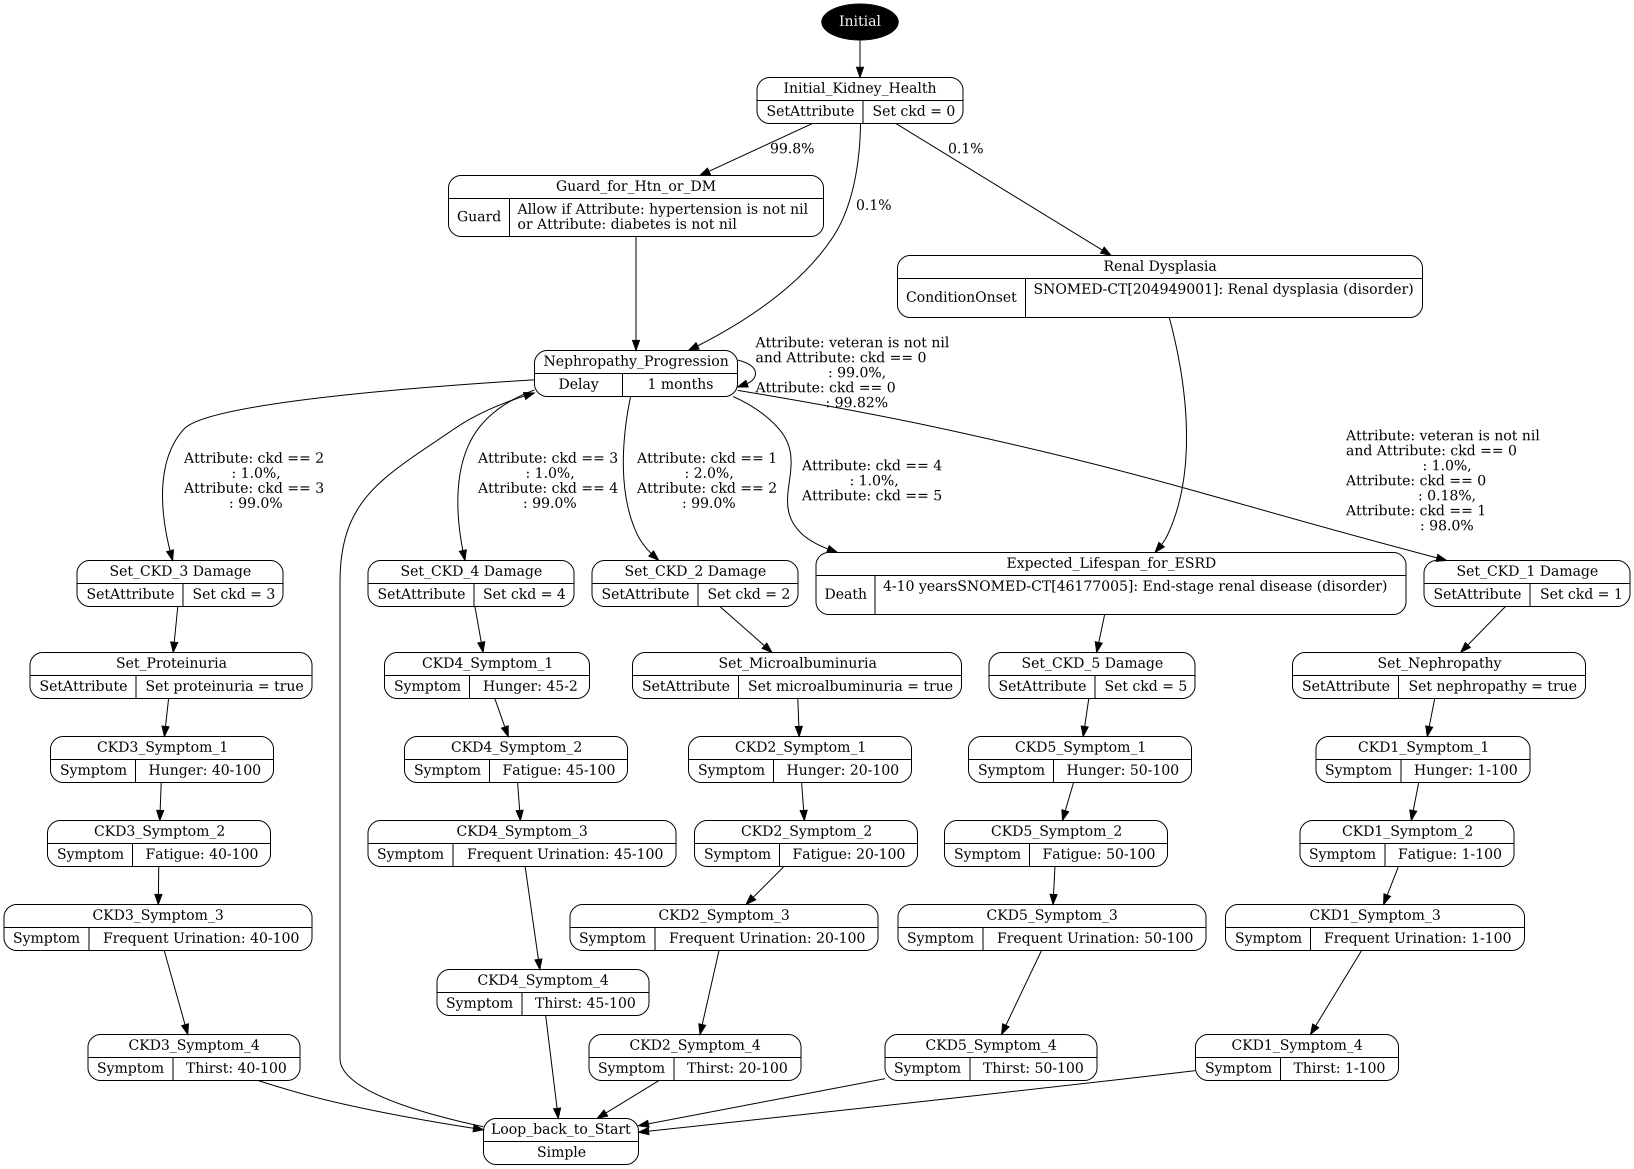 Initial
Initial_Kidney_Health
SetAttribute Set ckd = 0
99.8%
0.1%
Guard_for_Htn_or_DM
Guard
Allow if Attribute: hypertension is not nil
or Attribute: diabetes is not nil
0.1%
Renal Dysplasia
ConditionOnset
SNOMED-CT[204949001]: Renal dysplasia (disorder)
Nephropathy_Progression
Delay 1 months
Attribute: veteran is not nil
and Attribute: ckd == 0
: 99.0%,
Attribute: ckd == 0
: 99.82%
Attribute: ckd == 2
: 1.0%,
Attribute: ckd == 3
: 99.0%
Attribute: ckd == 3
: 1.0%,
Attribute: ckd == 4
: 99.0%
Attribute: ckd == 1
: 2.0%,
Attribute: ckd == 2
: 99.0%
Attribute: ckd == 4
: 1.0%,
Attribute: ckd == 5
Attribute: veteran is not nil
and Attribute: ckd == 0
: 1.0%,
Attribute: ckd == 0
: 0.18%,
Attribute: ckd == 1
: 98.0%
Set_CKD_3 Damage
SetAttribute Set ckd = 3
Set_CKD_4 Damage
SetAttribute Set ckd = 4
Set_CKD_2 Damage
SetAttribute Set ckd = 2
Expected_Lifespan_for_ESRD
Death
4-10 yearsSNOMED-CT[46177005]: End-stage renal disease (disorder)
Set_CKD_1 Damage
SetAttribute Set ckd = 1
Set_Proteinuria
SetAttribute Set proteinuria = true
CKD4_Symptom_1
Symptom Hunger: 45-2
Set_Microalbuminuria
SetAttribute Set microalbuminuria = true
Set_CKD_5 Damage
SetAttribute Set ckd = 5
Set_Nephropathy
SetAttribute Set nephropathy = true
CKD3_Symptom_1
Symptom Hunger: 40-100
CKD4_Symptom_2
Symptom Fatigue: 45-100
CKD2_Symptom_1
Symptom Hunger: 20-100
CKD5_Symptom_1
Symptom Hunger: 50-100
CKD1_Symptom_1
Symptom Hunger: 1-100
CKD3_Symptom_2
Symptom Fatigue: 40-100
CKD4_Symptom_3
Symptom Frequent Urination: 45-100
CKD2_Symptom_2
Symptom Fatigue: 20-100
CKD5_Symptom_2
Symptom Fatigue: 50-100
CKD1_Symptom_2
Symptom Fatigue: 1-100
CKD3_Symptom_3
Symptom Frequent Urination: 40-100
CKD2_Symptom_3
Symptom Frequent Urination: 20-100
CKD5_Symptom_3
Symptom Frequent Urination: 50-100
CKD1_Symptom_3
Symptom Frequent Urination: 1-100
CKD4_Symptom_4
Symptom Thirst: 45-100
CKD3_Symptom_4
Symptom Thirst: 40-100
CKD2_Symptom_4
Symptom Thirst: 20-100
CKD5_Symptom_4
Symptom Thirst: 50-100
CKD1_Symptom_4
Symptom Thirst: 1-100
Loop_back_to_Start
Simple